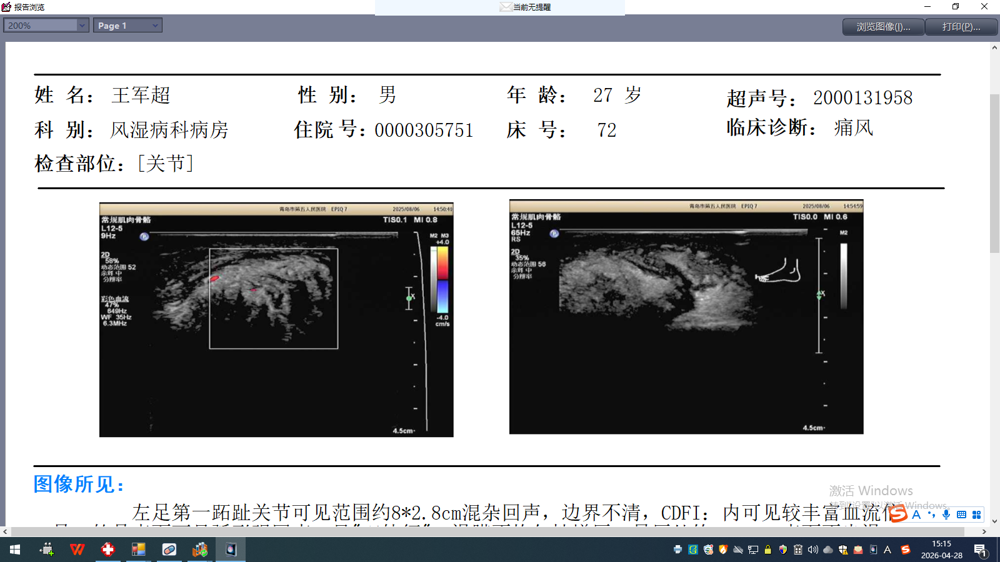 报告浏览
当前无提醒
200%
Page 1
浏览图像(I)...
打印(P)...
姓 名： 王军超 性 别： 男 年 龄： 27 岁 超声号： 2000131958
科 别： 风湿病科病房 住院号：0000305751 床 号： 72 临床诊断： 痛风
检查部位：[关节]
青岛市第五人民医院 EPIQ 7 2025/08/06 14:50:49
常规肌肉骨骼
TIS0.1 MI 0.8
L12-5
9Hz
M2 M3
+4.0
2D
58%
动态范围 52
余辉 中
分辨率
彩色血流
47%
649Hz
WF 35Hz
6.3MHz
X
-4.0
cm/s
4.5cm
青岛市第五人民医院 EPIQ 7 2025/08/06 14:54:59
常规肌肉骨骼
TIS0.0 MI 0.6
L12-5
65Hz
RS
M2
2D
35%
动态范围 56
余辉 中
分辨率
X
4.5cm
图像所见：
左足第一跖趾关节可见范围约8*2.8cm混杂回声，边界不清，CDFI：内可见较丰富血流信
激活 Windows
转到"设置"以激活 Windows。
15:15
2026-04-28
1